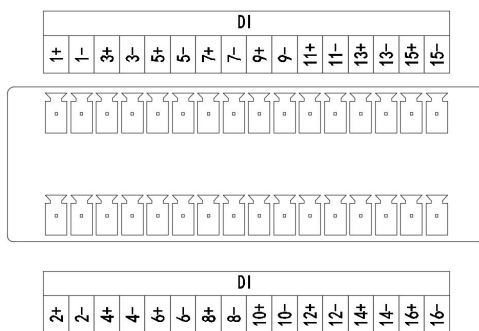 DI
1+ 1- 3+ 3- 5+ 5- 7+ 7- 9+ 9- 11+ 11- 13+ 13- 15+ 15-
DI
2+ 2- 4+ 4- 6+ 6- 8+ 8- 10+ 10- 12+ 12- 14+ 14- 16+ 16-